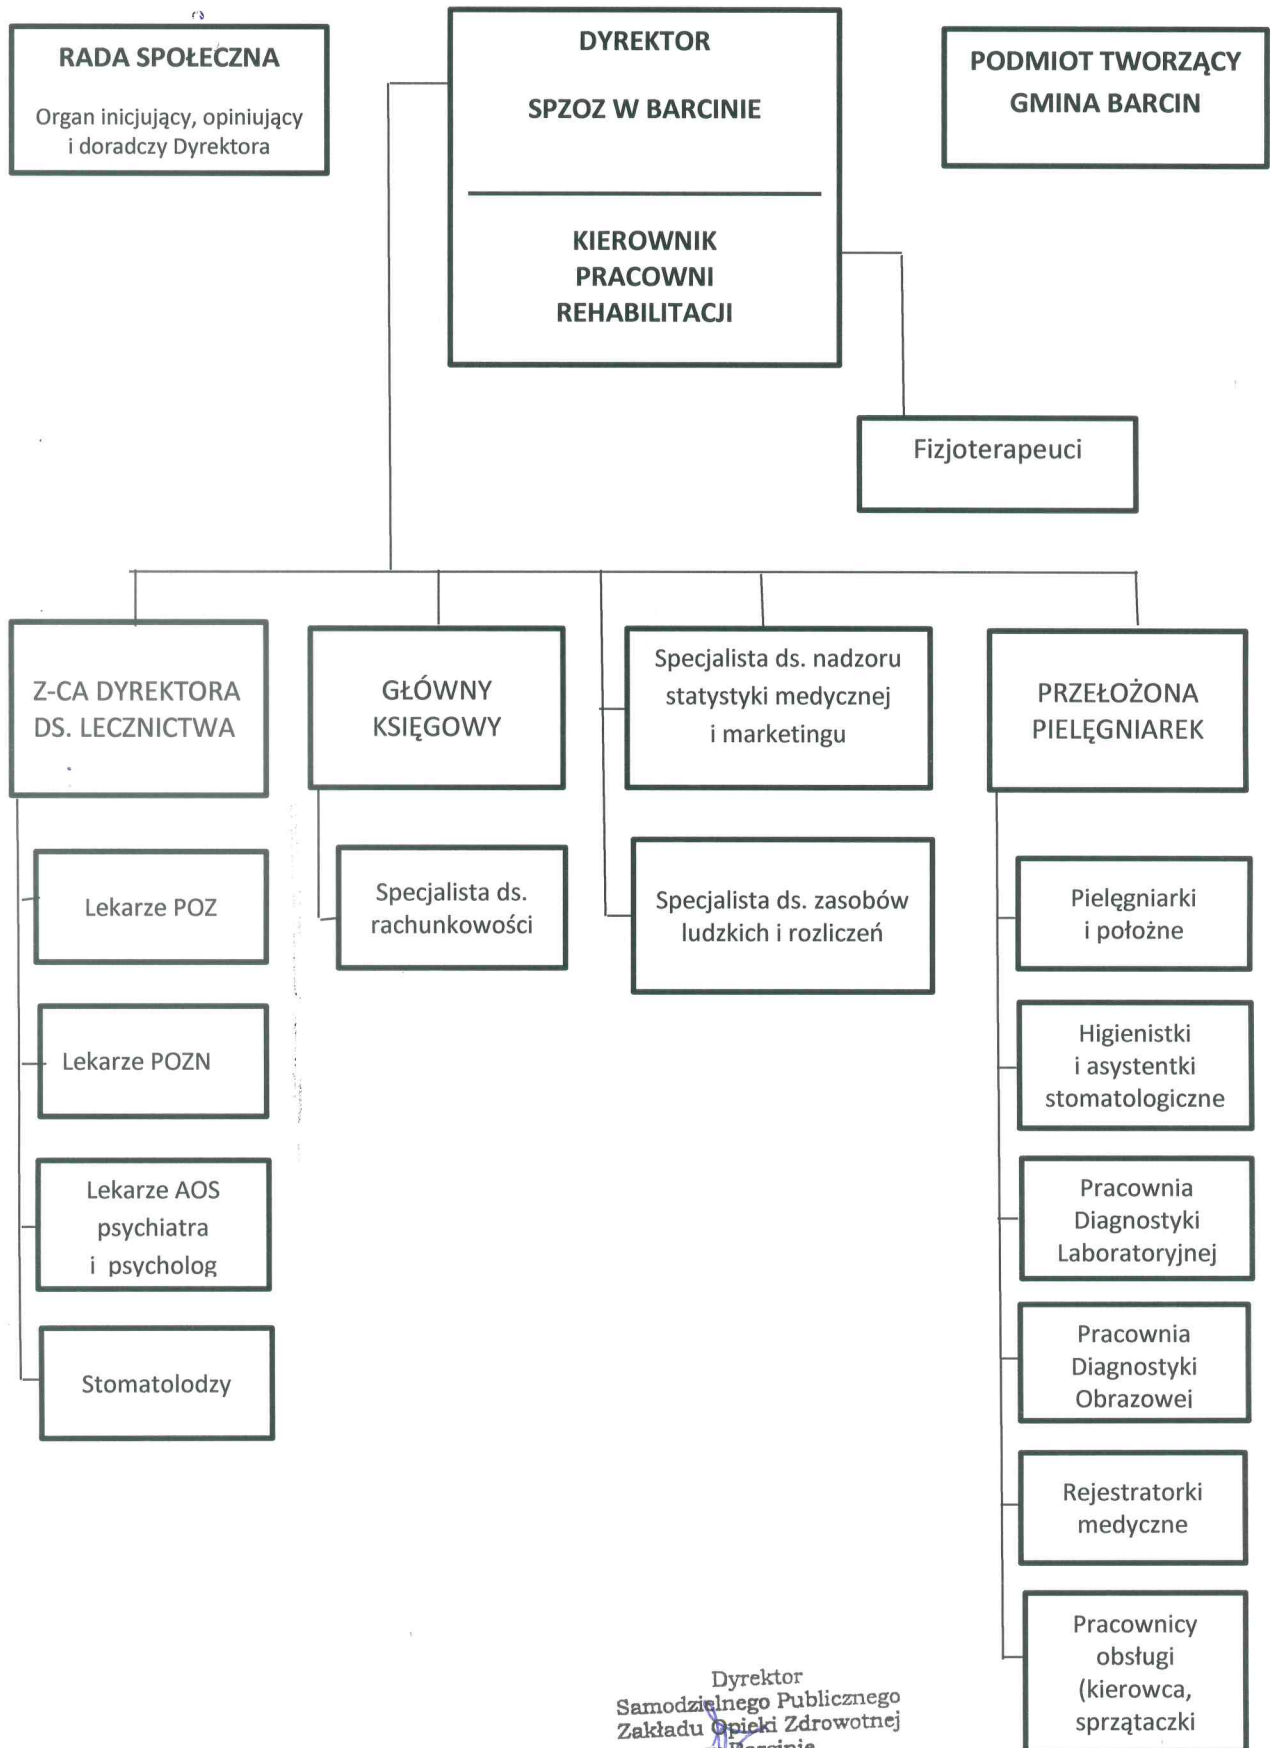 RADA SPOŁECZNA
Organ inicjujący, opiniujący
i doradczy Dyrektora
DYREKTOR
SPZOZ W BARCINIE
KIEROWNIK
PRACOWNI
REHABILITACJI
PODMIOT TWORZĄCY
GMINA BARCIN
Fizjoterapeuci
Z-CA DYREKTORA
DS. LECZNICTWA
Lekarze POZ
Lekarze POZN
Lekarze AOS
psychiatra
i psycholog
Stomatolodzy
GŁÓWNY
KSIĘGOWY
Specjalista ds.
rachunkowości
Specjalista ds. nadzoru
statystyki medycznej
i marketingu
Specjalista ds. zasobów
ludzkich i rozliczeń
PRZEŁOŻONA
PIELĘGNIAREK
Pielęgniarki
i położne
Higienistki
i asystentki
stomatologiczne
Pracownia
Diagnostyki
Laboratoryjnej
Pracownia
Diagnostyki
Obrazowej
Rejestratorki
medyczne
Pracownicy
obsługi
(kierowca,
sprzątaczki
Dyrektor
Samodzielnego Publicznego
Zakładu Opieki Zdrowotnej
Barcinie